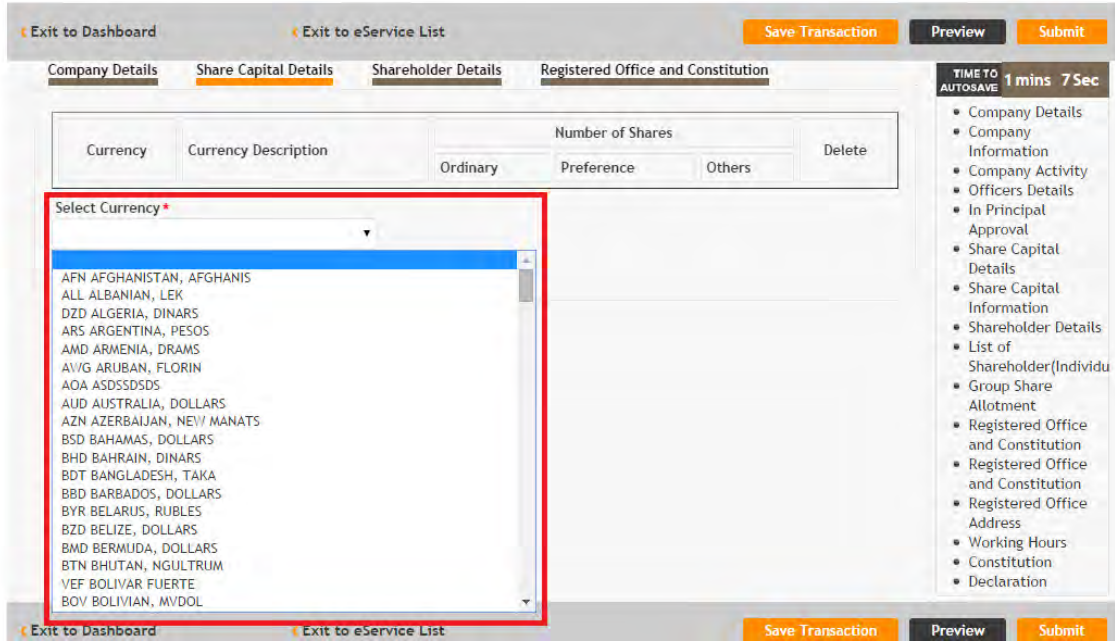 Exit to Dashboard
Exit to eService List
Save Transaction
Preview
Submit
Company Details
Share Capital Details
Shareholder Details
Registered Office and Constitution
TIME TO AUTOSAVE 1 mins 7 Sec
Currency
Currency Description
Number of Shares
Ordinary
Preference
Others
Delete
Select Currency*
AFN AFGHANISTAN, AFGHANIS
ALL ALBANIAN, LEK
DZD ALGERIA, DINARS
ARS ARGENTINA, PESOS
AMD ARMENIA, DRAMS
AWG ARUBAN, FLORIN
AOA ASDSSDSDS
AUD AUSTRALIA, DOLLARS
AZN AZERBAIJAN, NEW MANATS
BSD BAHAMAS, DOLLARS
BHD BAHRAIN, DINARS
BDT BANGLADESH, TAKA
BBD BARBADOS, DOLLARS
BYR BELARUS, RUBLES
BZD BELIZE, DOLLARS
BMD BERMUDA, DOLLARS
BTN BHUTAN, NGULTRUM
VEF BOLIVAR FUERTE
BOV BOLIVIAN, MVDOL
Company Details
Company
Information
Company Activity
Officers Details
In Principal
Approval
Share Capital
Details
Share Capital
Information
Shareholder Details
List of
Shareholder(Individu
Group Share
Allotment
Registered Office
and Constitution
Registered Office
and Constitution
Registered Office
Address
Working Hours
Constitution
Declaration
Exit to Dashboard
Exit to eService List
Save Transaction
Preview
Submit